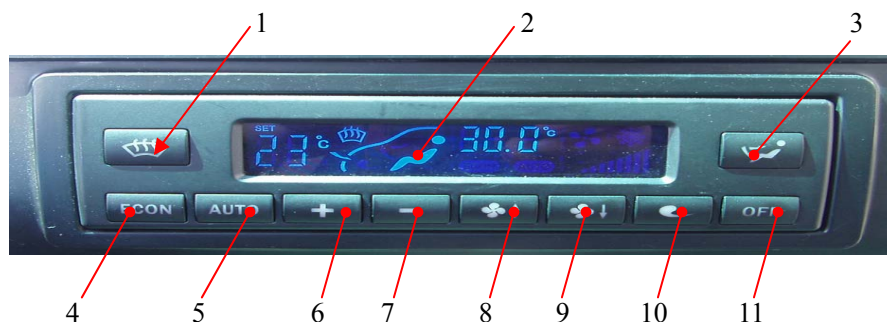 1 2 3
SET
23 °C 30.0 °C
ECON AUTO + - OFF
4 5 6 7 8 9 10 11